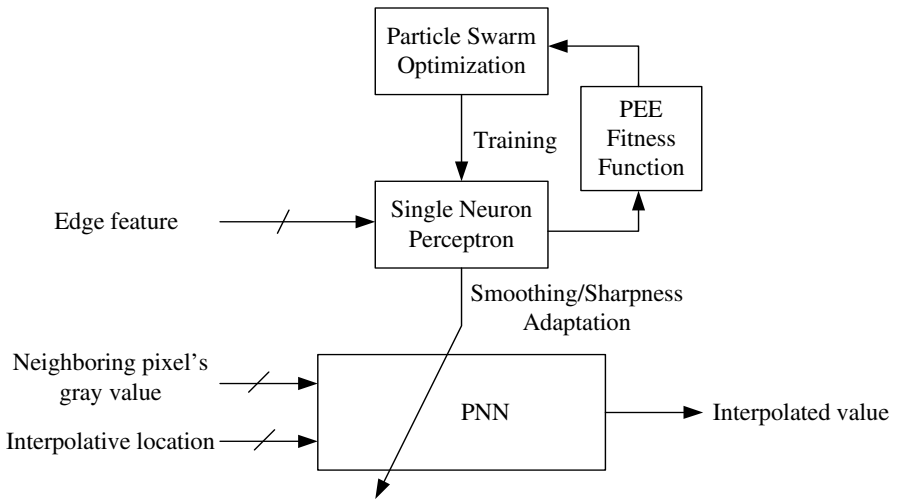 Particle Swarm
Optimization
PEE
Fitness
Function
Training
Edge feature
Single Neuron
Perceptron
Smoothing/Sharpness
Adaptation
Neighboring pixel's
gray value
PNN
Interpolated value
Interpolative location